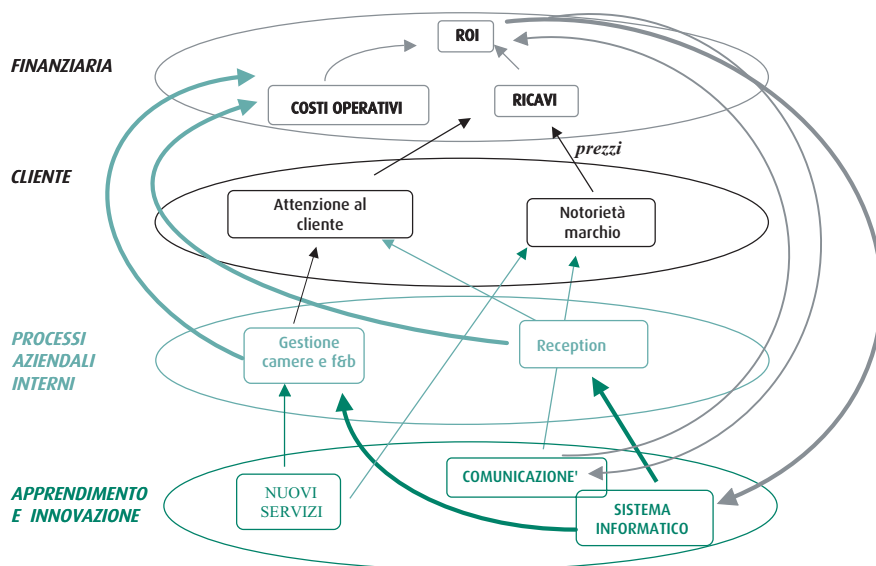 ROI
FINANZIARIA
COSTI OPERATIVI
RICAVI
prezzi
CLIENTE
Attenzione al
cliente
Notorietà
marchio
PROCESSI
AZIENDALI
INTERNI
Gestione
camere e f&b
Reception
APPRENDIMENTO
E INNOVAZIONE
NUOVI
SERVIZI
COMUNICAZIONE'
SISTEMA
INFORMATICO